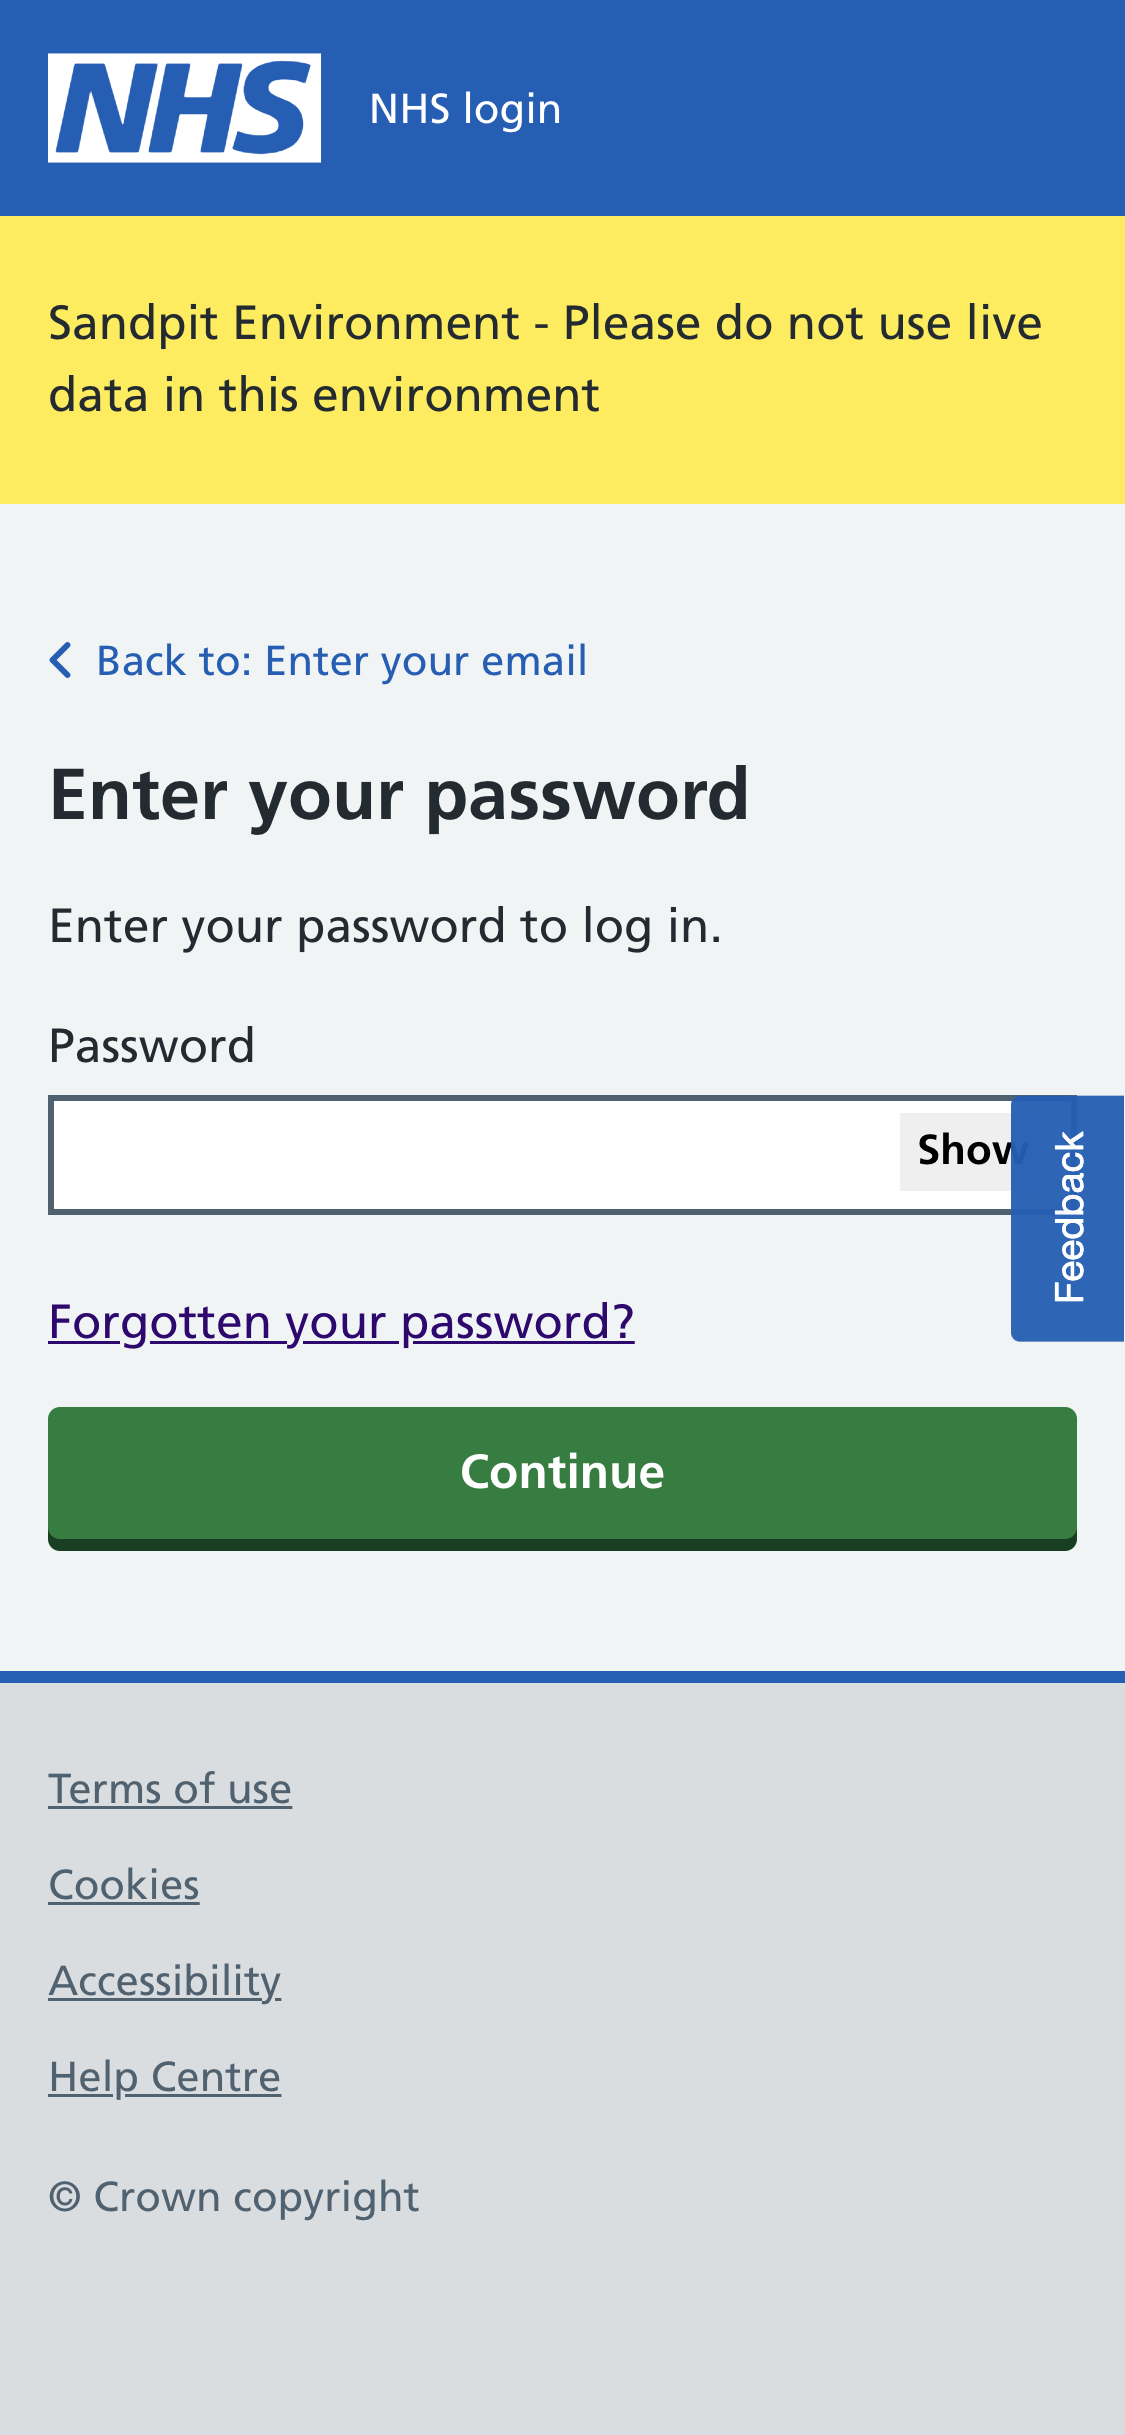 NHS
NHS login
Sandpit Environment - Please do not use live
data in this environment
Back to: Enter your email
Enter your password
Enter your password to log in.
Password
Show
Feedback
Forgotten your password?
Continue
Terms of use
Cookies
Accessibility
Help Centre
© Crown copyright